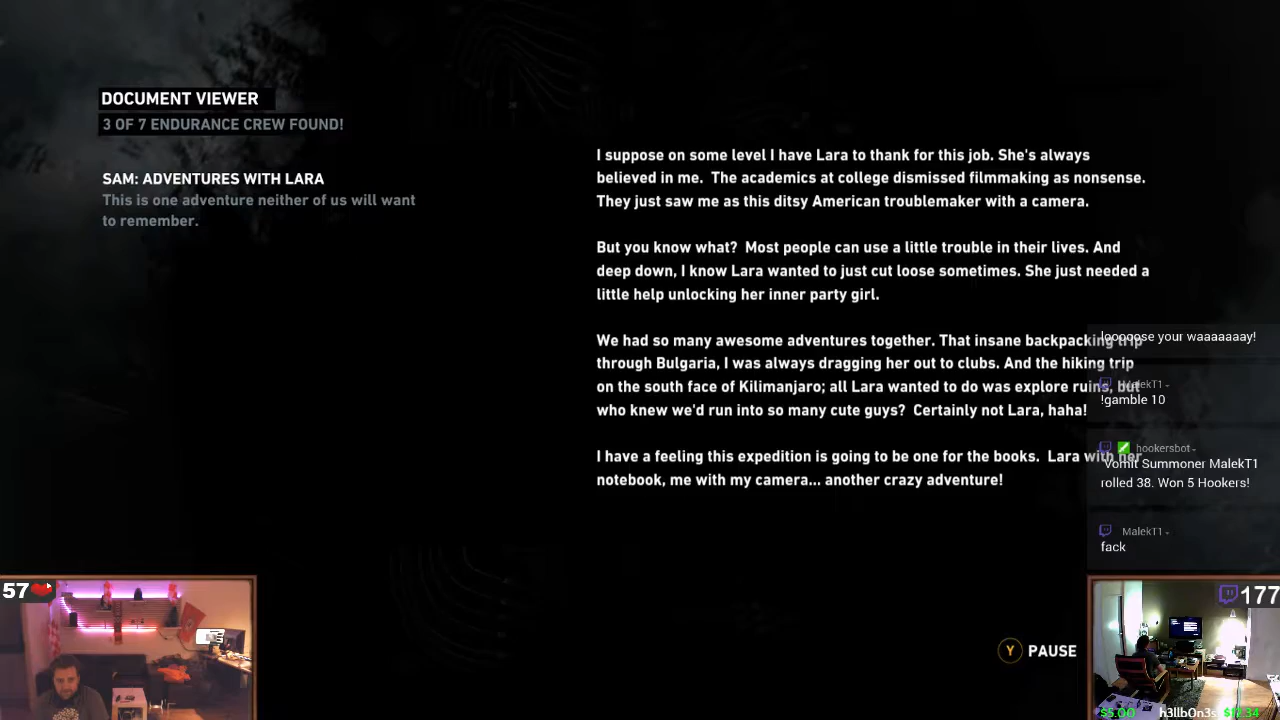 DOCUMENT VIEWER
3 OF 7 ENDURANCE CREW FOUND!
SAM: ADVENTURES WITH LARA
This is one adventure neither of us will want
to remember.
I suppose on some level I have Lara to thank for this job. She's always
believed in me. The academics at college dismissed filmmaking as nonsense.
They just saw me as this ditsy American troublemaker with a camera.
But you know what? Most people can use a little trouble in their lives. And
deep down, I know Lara wanted to just cut loose sometimes. She just needed a
little help unlocking her inner party girl.
We had so many awesome adventures together. That insane backpacking trip
through Bulgaria, I was always dragging her out to clubs. And the hiking trip
on the south face of Kilimanjaro; all Lara wanted to do was explore ruins, but
who knew we'd run into so many cute guys? Certainly not Lara, haha!
I have a feeling this expedition is going to be one for the books. Lara with her
notebook, me with my camera... another crazy adventure!
looogose your waaaaaaay!
MalekT1
!gamble 10
hookersbot
Vomit Summoner MalekT1
rolled 38. Won 5 Hookers!
MalekT1
fack
57
177
Y PAUSE
$5.00 h3llb0n3s